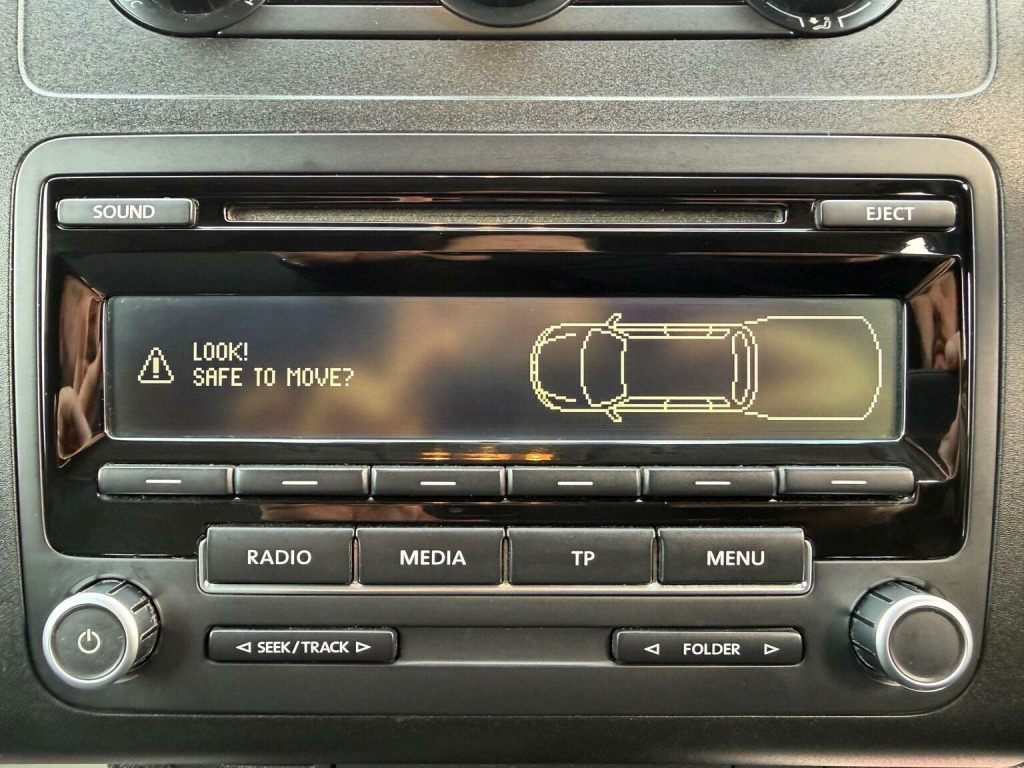 SOUND
EJECT
LOOK!
SAFE TO MOVE?
RADIO
MEDIA
TP
MENU
SEEK/TRACK
FOLDER